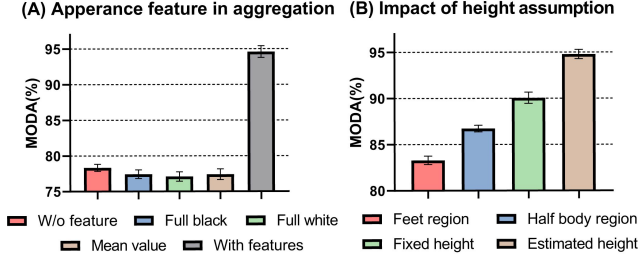 (A) Apperance feature in aggregation
MODA(%)
95
90
85
80
75
W/o feature
Full black
Full white
Mean value
With features
(B) Impact of height assumption
MODA(%)
95
90
85
80
Feet region
Half body region
Fixed height
Estimated height